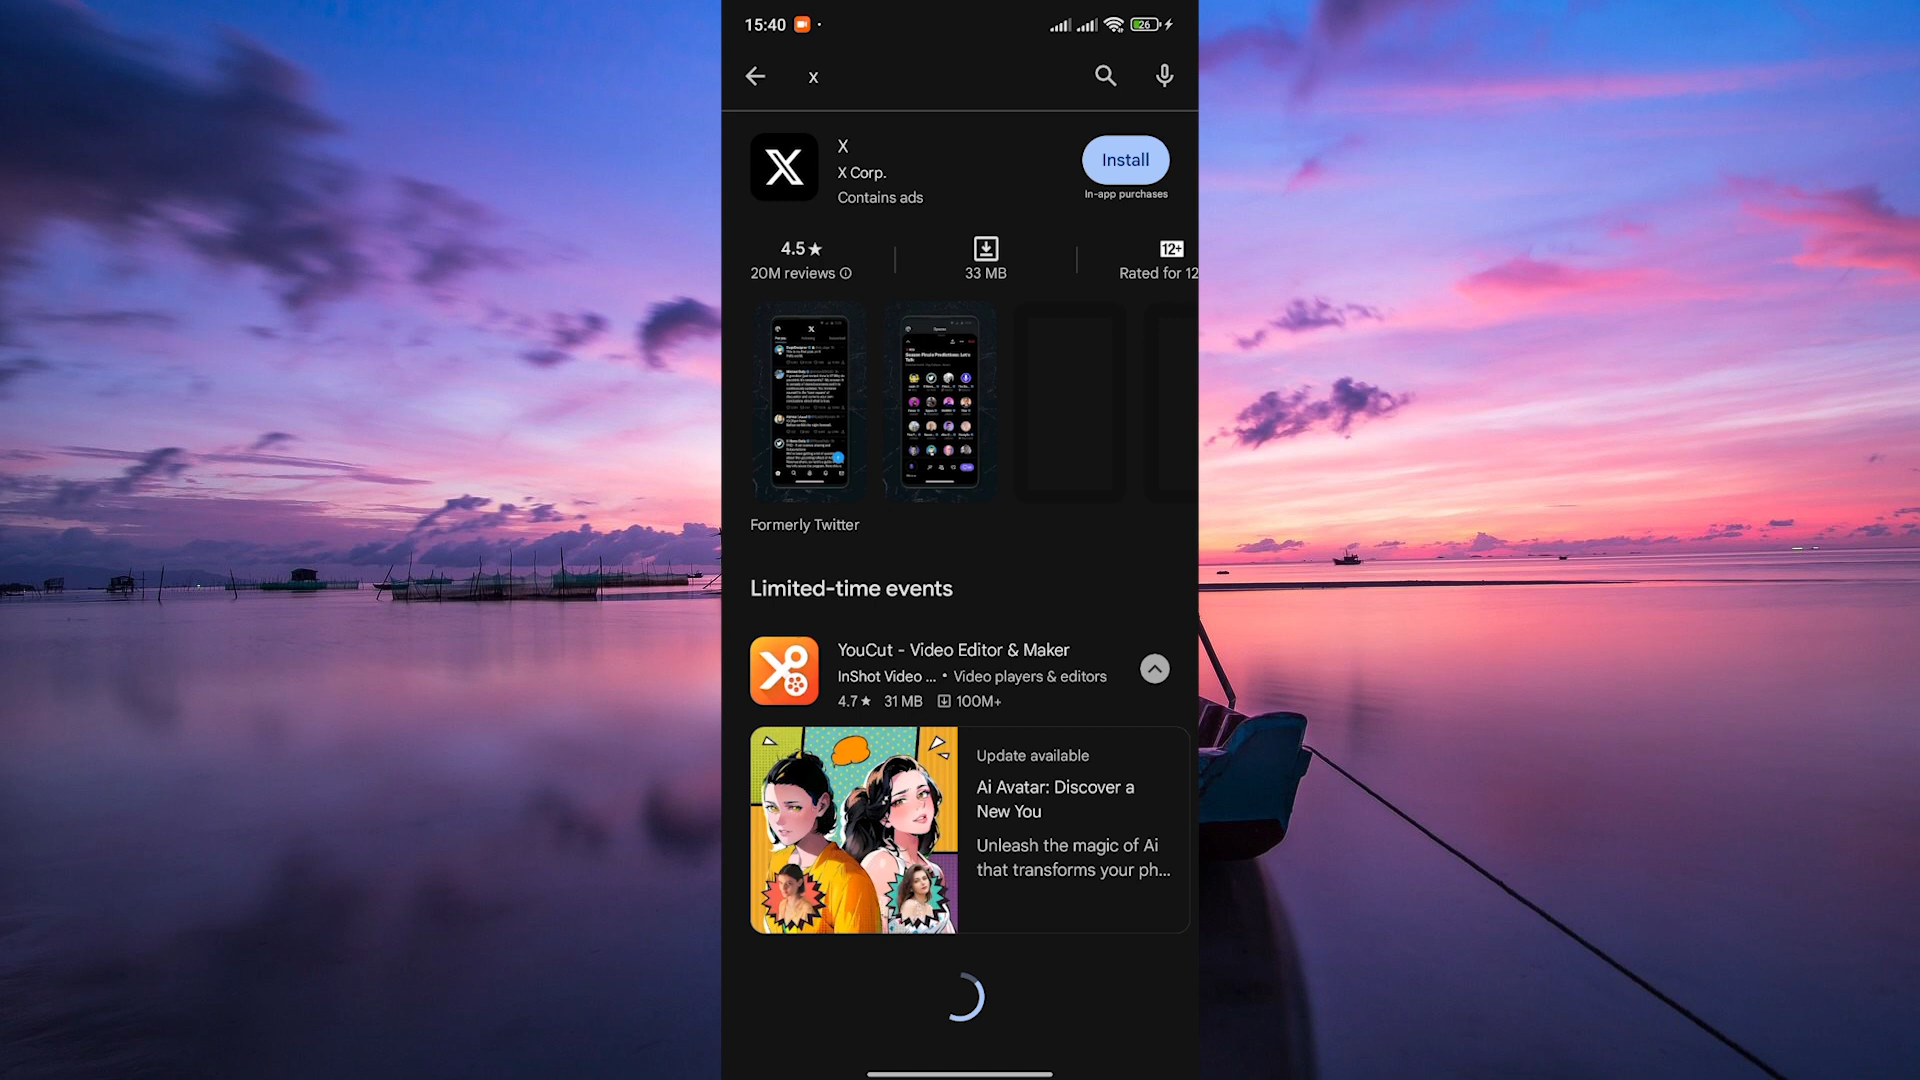 15:40
26
x
X
X Corp.
Contains ads
Install
In-app purchases
4.5★
20M reviews
33 MB
12+
Rated for 12
Formerly Twitter
Limited-time events
YouCut - Video Editor & Maker
InShot Video ... • Video players & editors
4.7★ 31 MB 100M+
Update available
Ai Avatar: Discover a
New You
Unleash the magic of Ai
that transforms your ph...